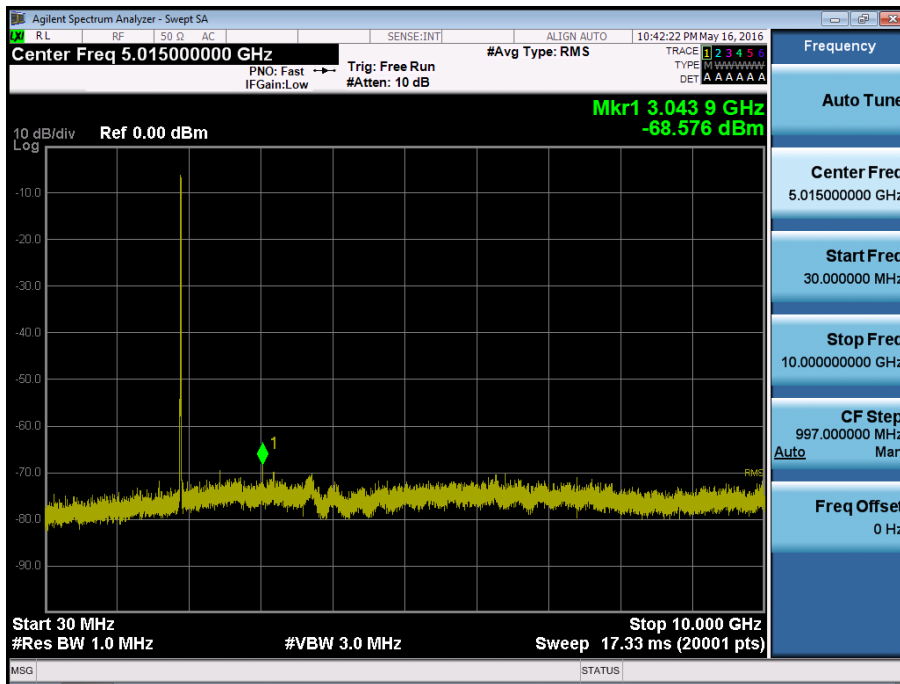 Agilent Spectrum Analyzer - Swept SA
LXI RL RF 50 Ω AC SENSE:INT ALIGN AUTO 10:42:22 PM May 16, 2016
Center Freq 5.015000000 GHz #Avg Type: RMS TRACE 1 2 3 4 5 6
PNO: Fast Trig: Free Run TYPE M WWWWW
IFGain:Low #Atten: 10 dB DET A A A A A A
Mkr1 3.043 9 GHz
-68.576 dBm
10 dB/div Ref 0.00 dBm
Log
-10.0
-20.0
-30.0
-40.0
-50.0
-60.0
1
-70.0
RMS
-80.0
-90.0
Start 30 MHz Stop 10.000 GHz
#Res BW 1.0 MHz #VBW 3.0 MHz Sweep 17.33 ms (20001 pts)
MSG STATUS
Frequency
Auto Tune
Center Freq
5.015000000 GHz
Start Freq
30.000000 MHz
Stop Freq
10.000000000 GHz
CF Step
997.000000 MHz
Auto Man
Freq Offset
0 Hz